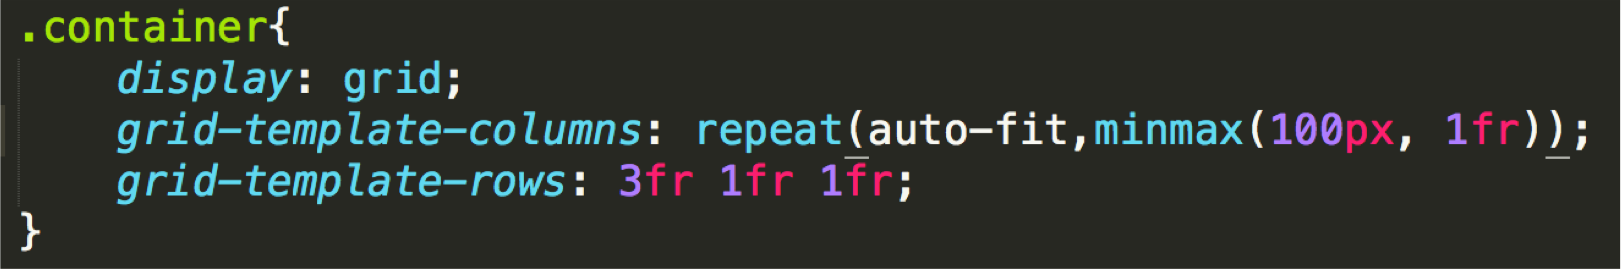 .container{
display: grid;
grid-template-columns: repeat(auto-fit,minmax(100px, 1fr));
grid-template-rows: 3fr 1fr 1fr;
}